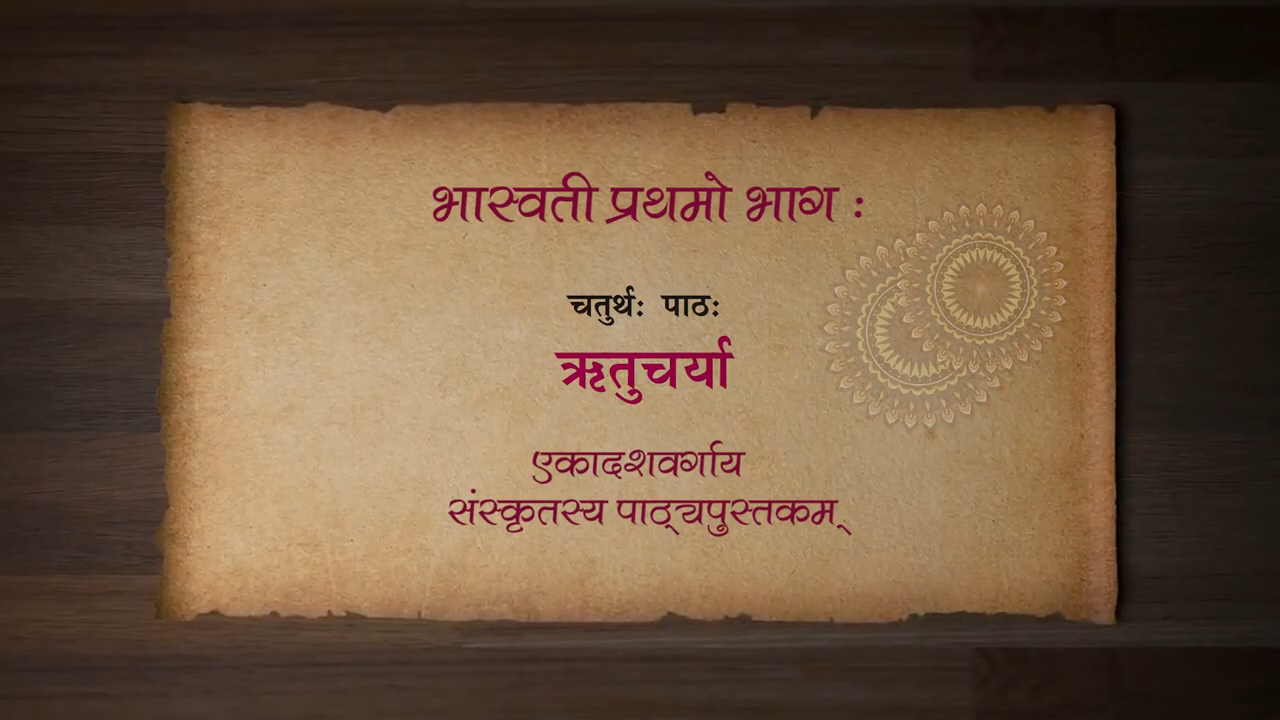 भास्वती प्रथमो भाग :
चतुर्थः पाठः
ऋतुचर्या
एकादशवर्गाय
संस्कृतस्य पाठ्यपुस्तकम्